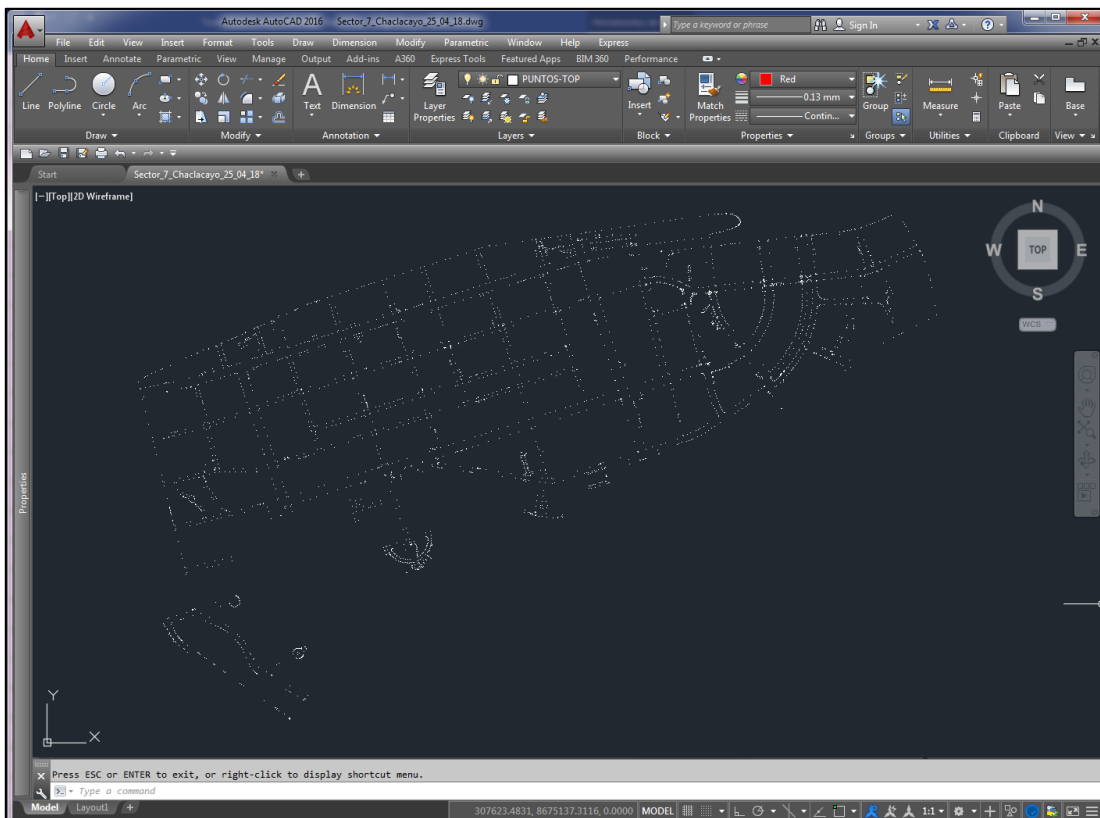 Autodesk AutoCAD 2016 Sector_7_Chaclacayo_25_04_18.dwg Type a keyword or phrase Sign In
File Edit View Insert Format Tools Draw Dimension Modify Parametric Window Help Express
Home Insert Annotate Parametric View Manage Output Add-ins A360 Express Tools Featured Apps BIM 360 Performance
PUNTOS-TOP Red
0.13 mm
Contin...
Line Polyline Circle Arc Text Dimension Layer Properties Insert Match Properties Group Measure Paste Base
Draw Modify Annotation Layers Block Properties Groups Utilities Clipboard View
Start Sector_7_Chaclacayo_25_04_18*
[−][Top][2D Wireframe]
N
W TOP E
S
WCS
Properties
Y
X
Press ESC or ENTER to exit, or right-click to display shortcut menu.
Type a command
Model Layout1 307623.4831, 8675137.3116, 0.0000 MODEL 1:1